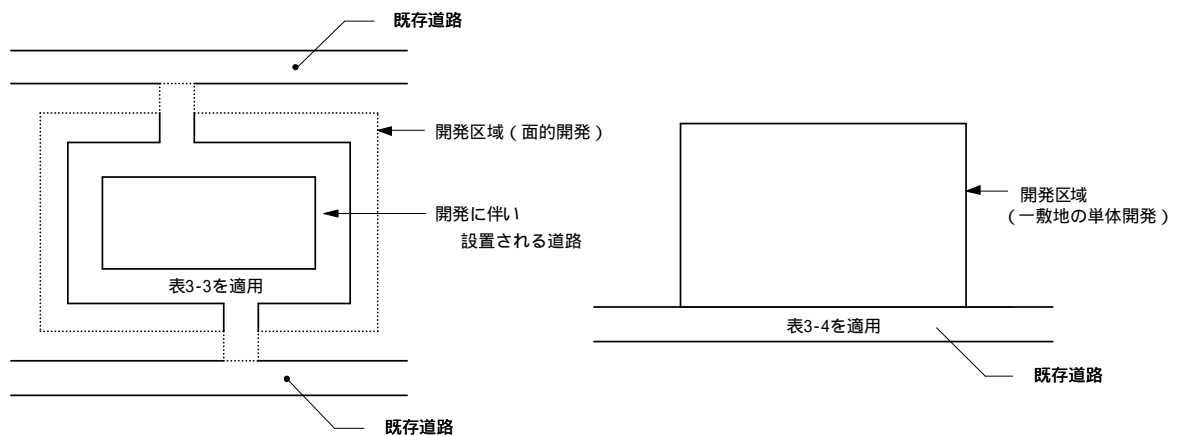 既存道路
開発区域(面的開発)
開発に伴い
設置される道路
表3-3を適用
既存道路
開発区域
(一敷地の単体開発)
表3-4を適用
既存道路